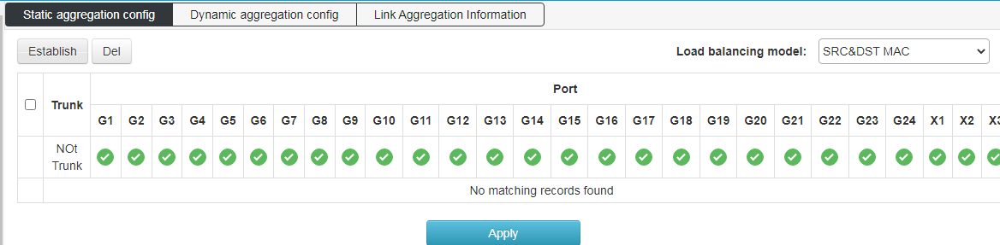 Static aggregation config Dynamic aggregation config Link Aggregation Information
Establish Del Load balancing model: SRC&DST MAC
Port
Trunk
G1 G2 G3 G4 G5 G6 G7 G8 G9 G10 G11 G12 G13 G14 G15 G16 G17 G18 G19 G20 G21 G22 G23 G24 X1 X2 X3
NOt
Trunk
No matching records found
Apply